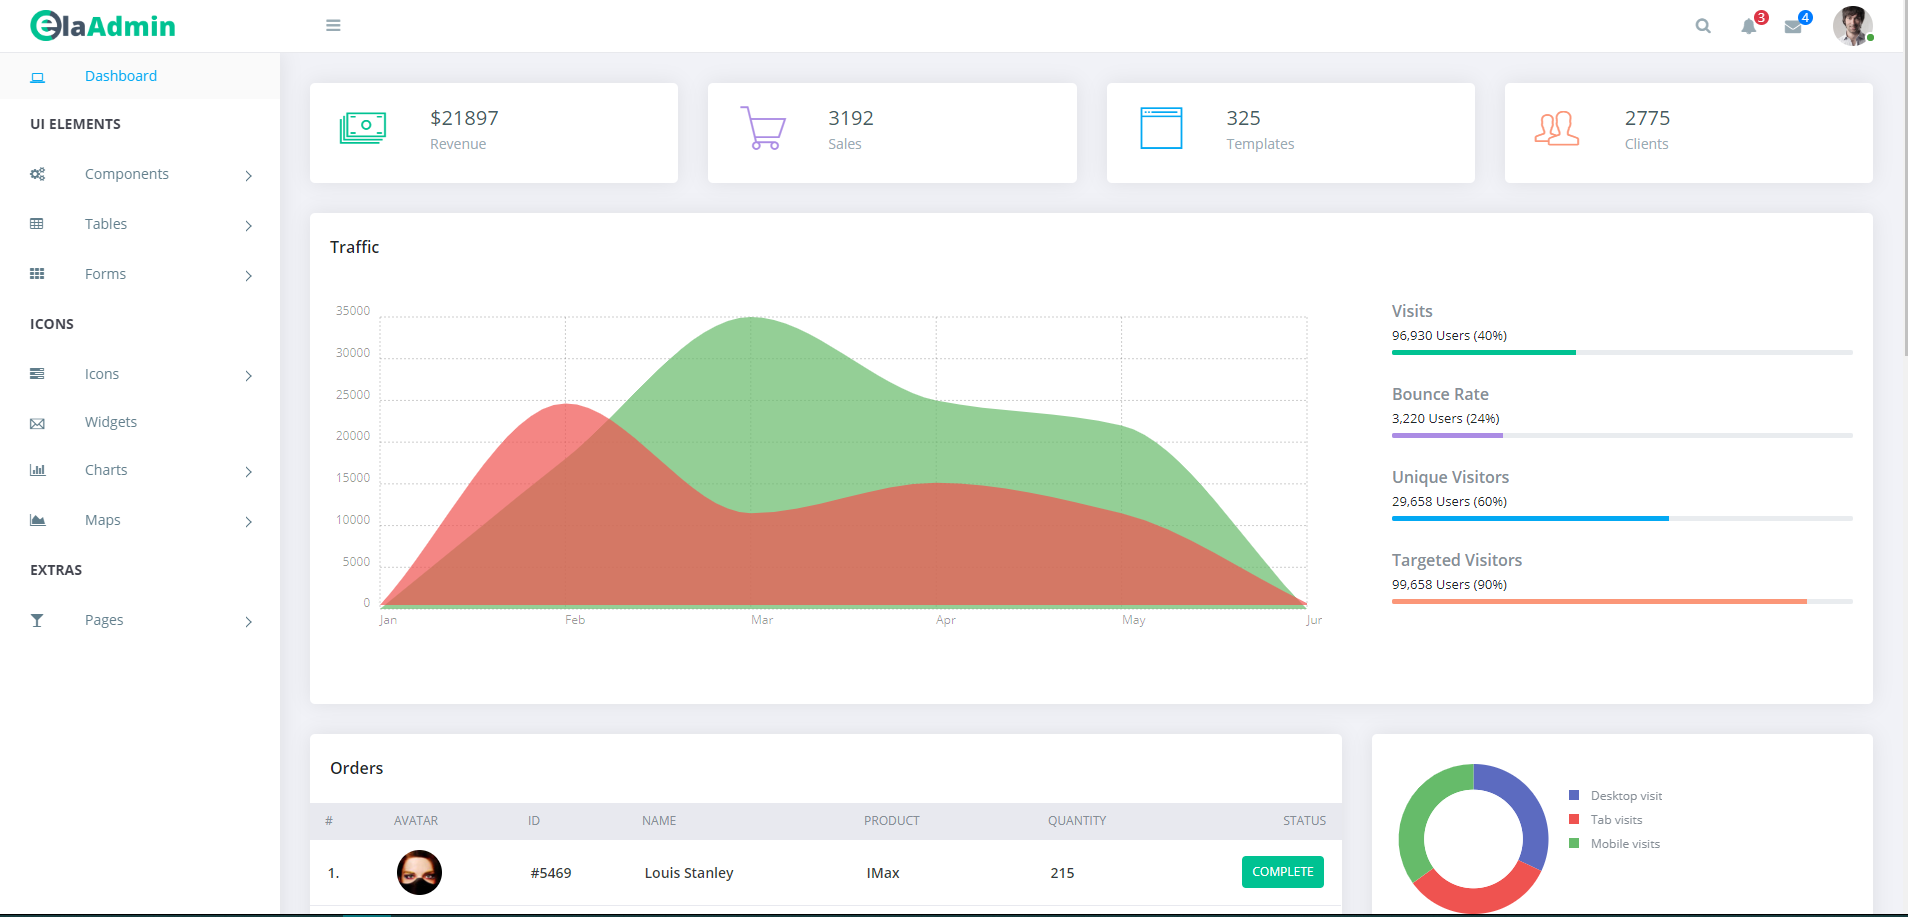 elaAdmin
3
4
Dashboard
UI ELEMENTS
Components
Tables
Forms
ICONS
Icons
Widgets
Charts
Maps
EXTRAS
Pages
$21897
Revenue
3192
Sales
325
Templates
2775
Clients
Traffic
35000
30000
25000
20000
15000
10000
5000
0
Jan Feb Mar Apr May Jur
Visits
96,930 Users (40%)
Bounce Rate
3,220 Users (24%)
Unique Visitors
29,658 Users (60%)
Targeted Visitors
99,658 Users (90%)
Orders
# AVATAR ID NAME PRODUCT QUANTITY STATUS
1. #5469 Louis Stanley IMax 215 COMPLETE
Desktop visit
Tab visits
Mobile visits